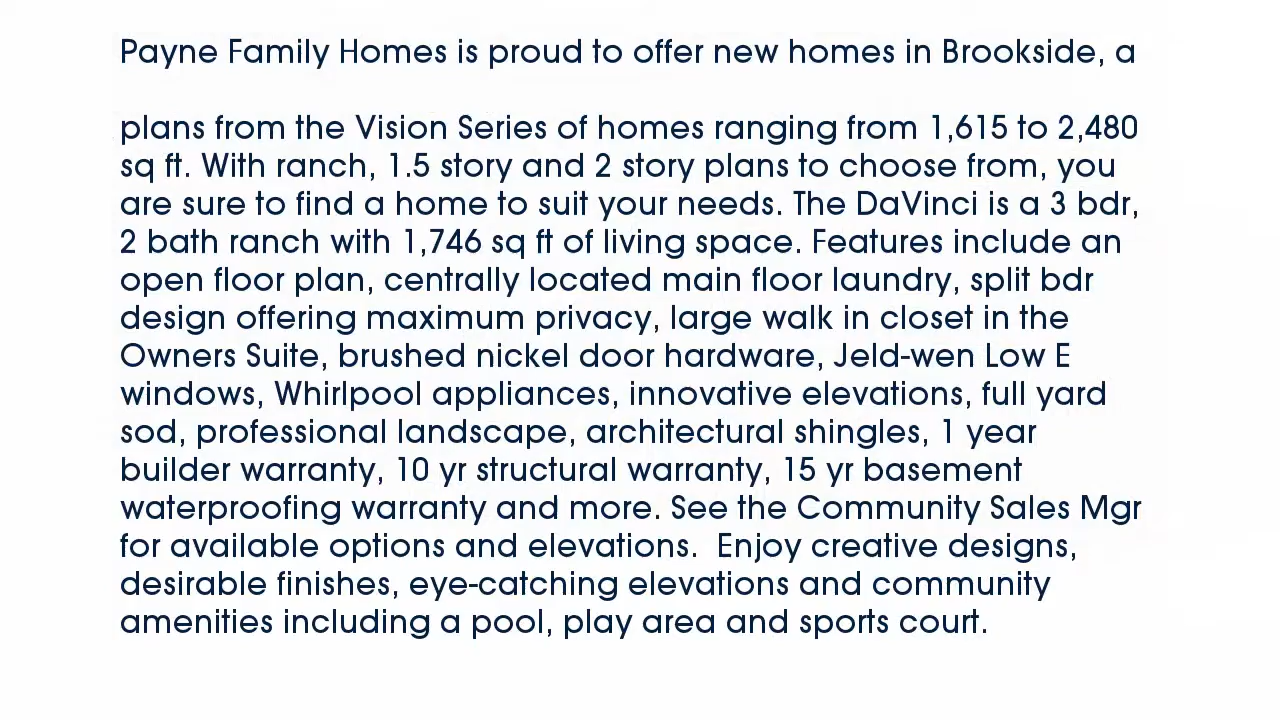 Payne Family Homes is proud to offer new homes in Brookside, a
plans from the Vision Series of homes ranging from 1,615 to 2,480
sq ft. With ranch, 1.5 story and 2 story plans to choose from, you
are sure to find a home to suit your needs. The DaVinci is a 3 bdr,
2 bath ranch with 1,746 sq ft of living space. Features include an
open floor plan, centrally located main floor laundry, split bdr
design offering maximum privacy, large walk in closet in the
Owners Suite, brushed nickel door hardware, Jeld-wen Low E
windows, Whirlpool appliances, innovative elevations, full yard
sod, professional landscape, architectural shingles, 1 year
builder warranty, 10 yr structural warranty, 15 yr basement
waterproofing warranty and more. See the Community Sales Mgr
for available options and elevations.  Enjoy creative designs,
desirable finishes, eye-catching elevations and community
amenities including a pool, play area and sports court.